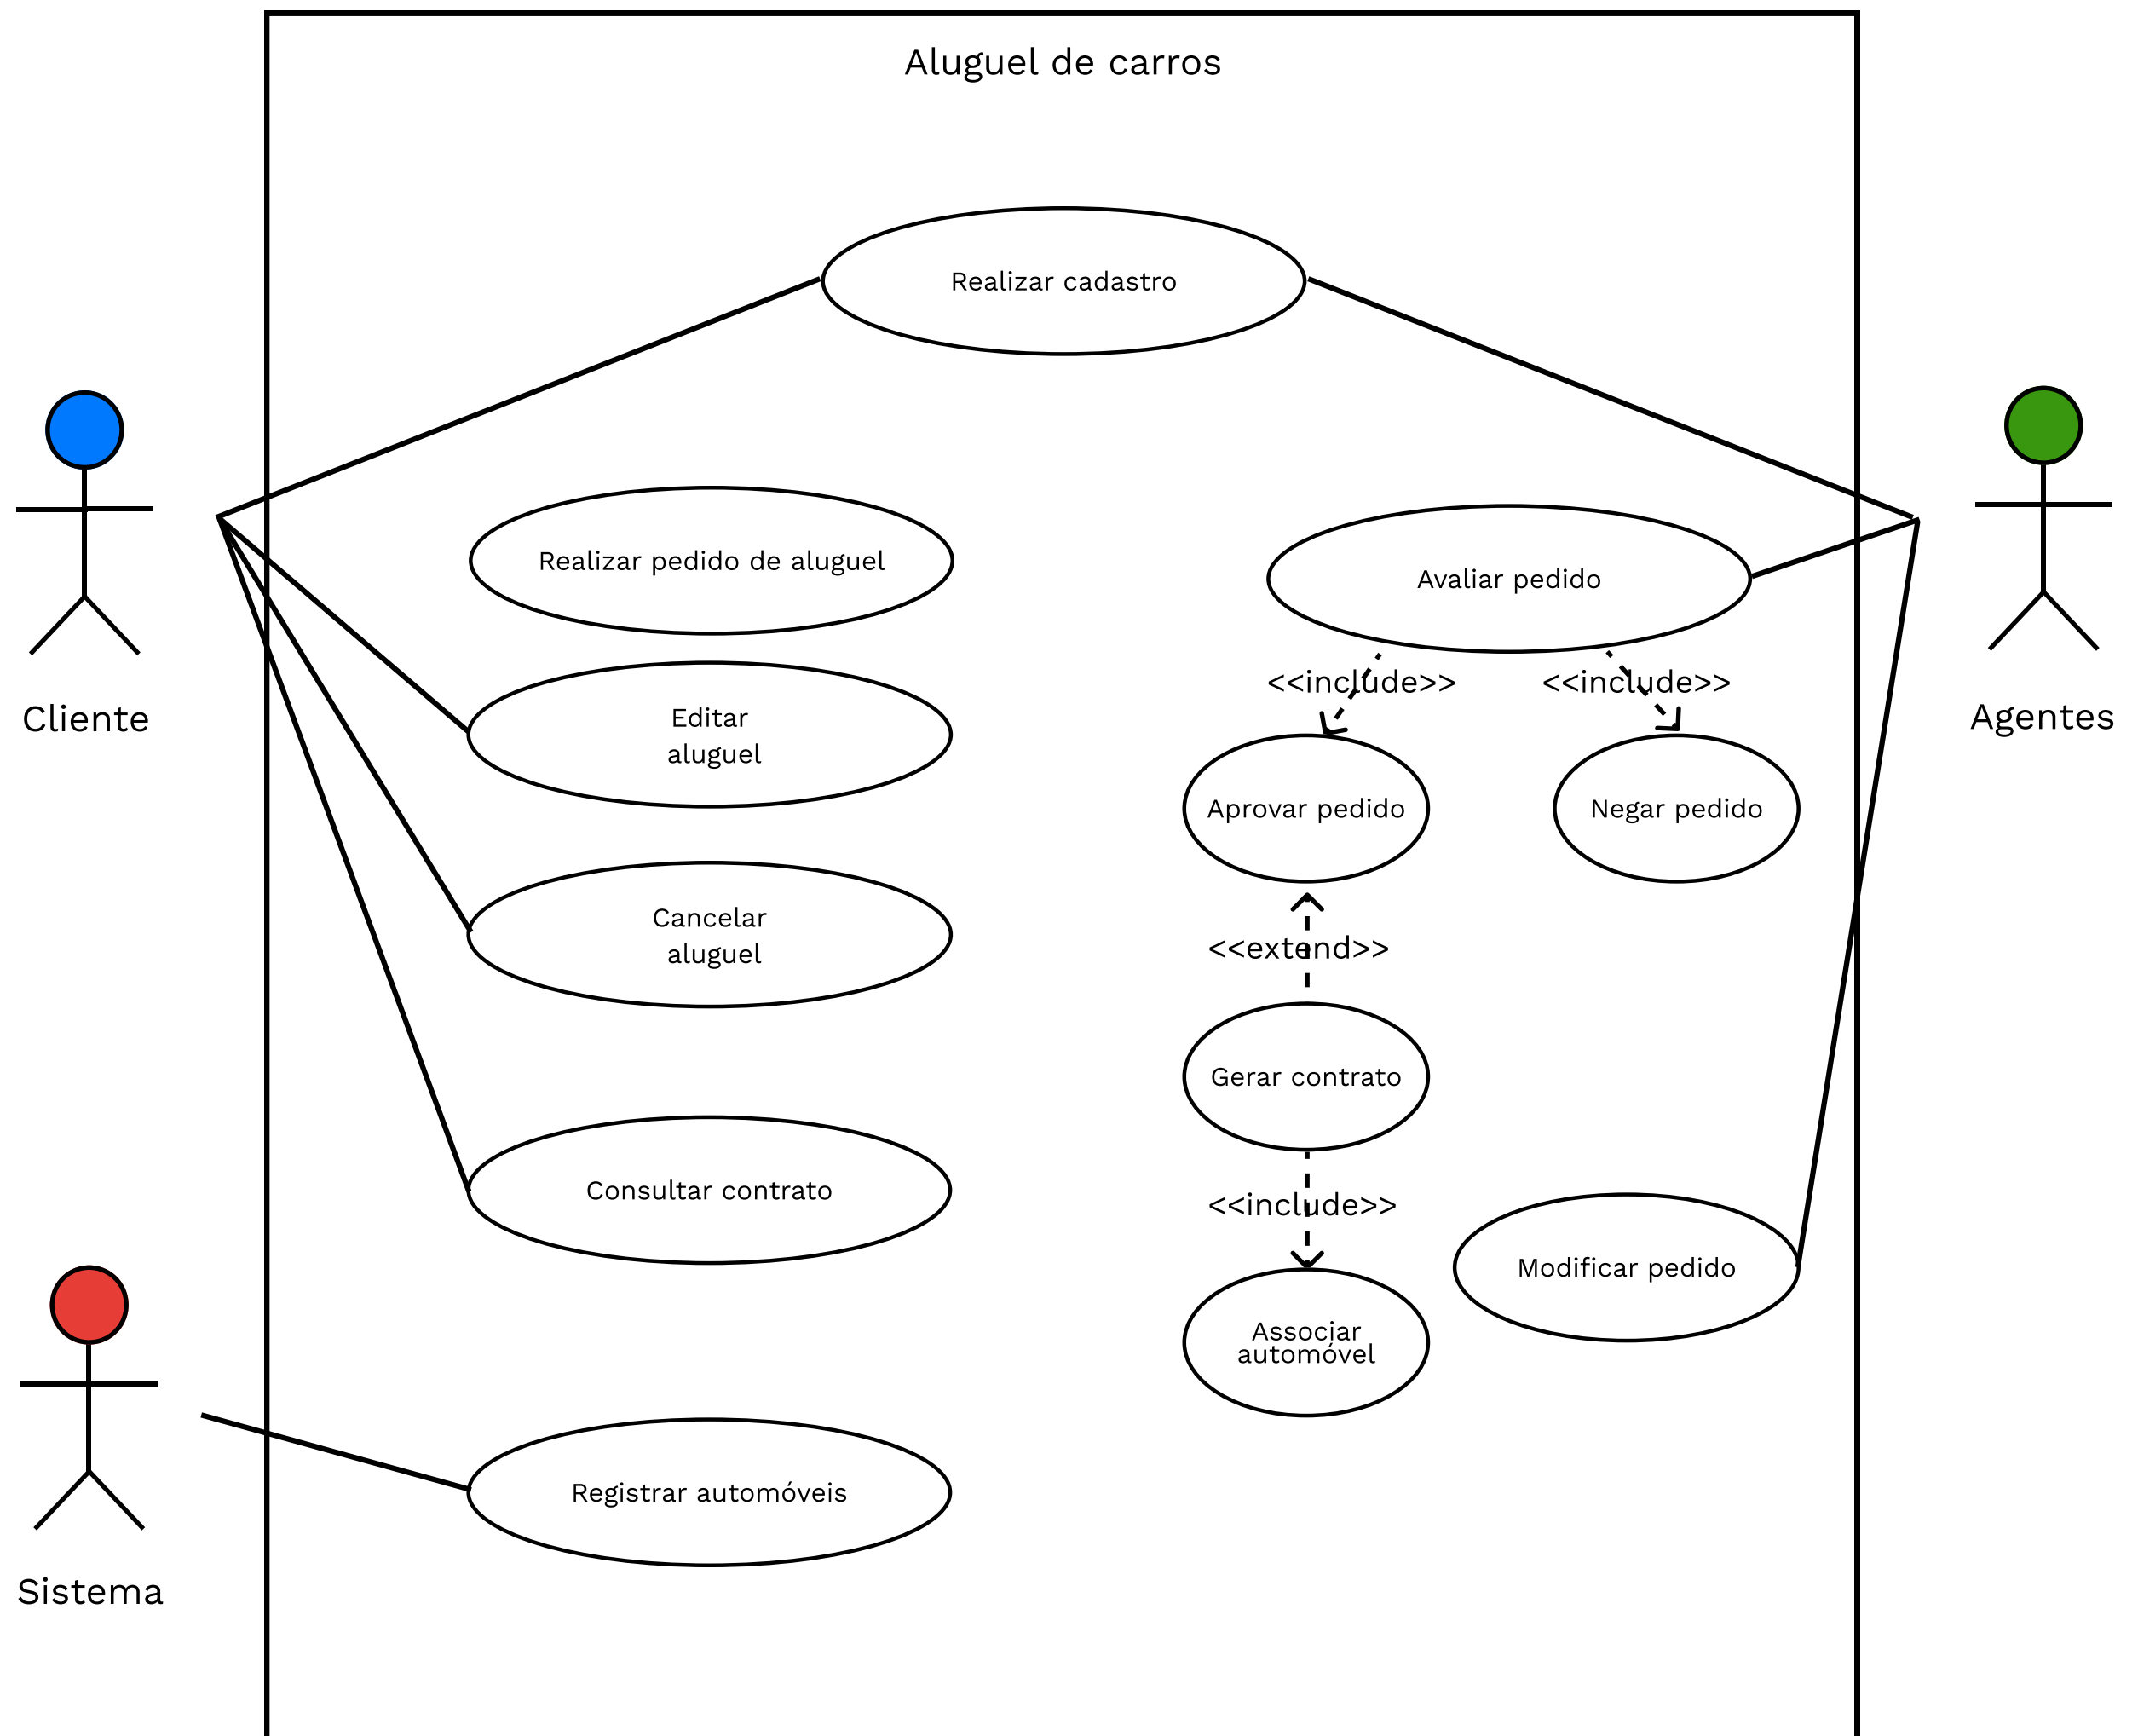 Aluguel de carros
Realizar cadastro
Realizar pedido de aluguel
Avaliar pedido
<<include>>
<<include>>
Cliente
Editar
aluguel
Agentes
Aprovar pedido
Negar pedido
Cancelar
aluguel
<<extend>>
Gerar contrato
Consultar contrato
<<include>>
Modificar pedido
Associar
automóvel
Registrar automóveis
Sistema